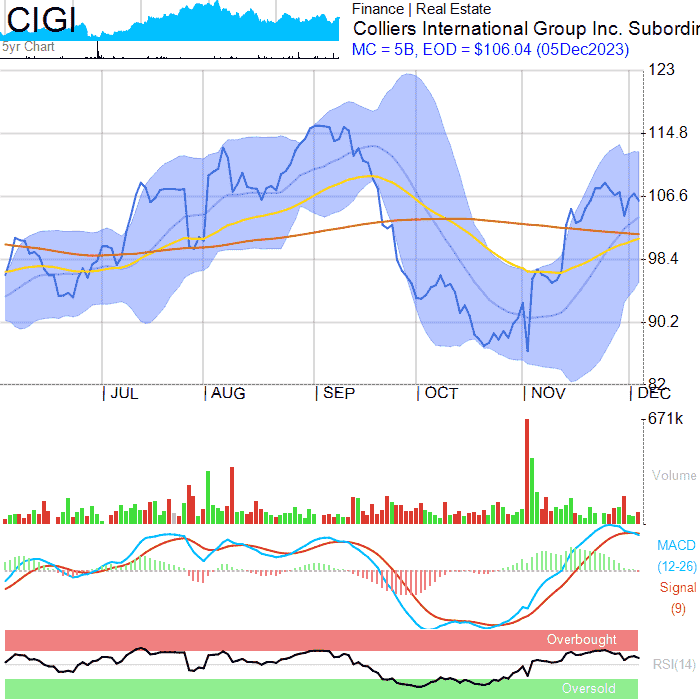 CIGI
5yr Chart
Finance | Real Estate
Colliers International Group Inc. Subordin
MC = 5B, EOD = $106.04 (05Dec2023)
123
114.8
106.6
98.4
90.2
82
JUL AUG SEP OCT NOV DEC
671k
Volume
MACD
(12-26)
Signal
(9)
Overbought
RSI(14)
Oversold